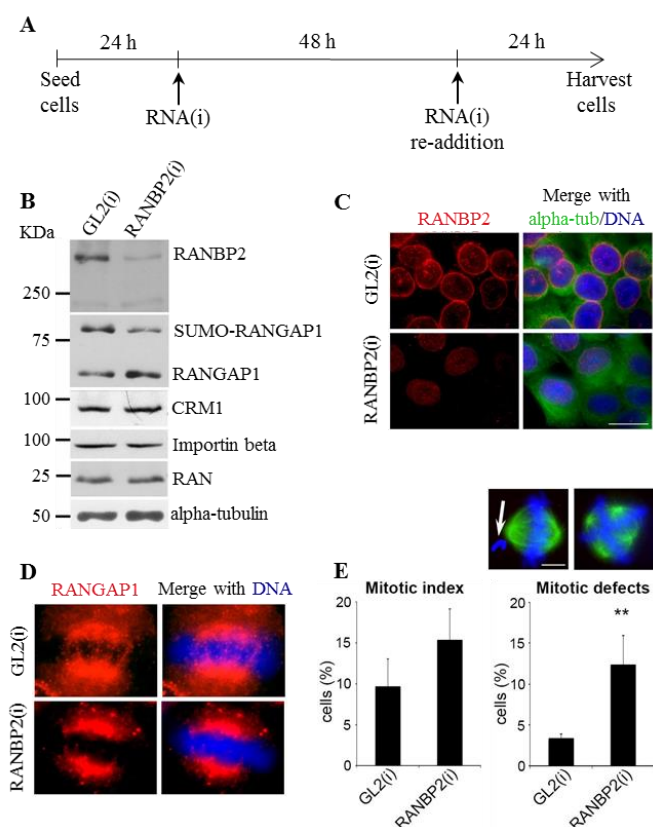 A
24 h 48 h 24 h
Seed cells
RNA(i)
RNA(i) re-addition
Harvest cells
B
GL2(i) RANBP2(i)
KDa
RANBP2
250
SUMO-RANGAP1
75
RANGAP1
100
CRM1
100
Importin beta
25
RAN
50
alpha-tubulin
C
RANBP2
Merge with
alpha-tub/DNA
GL2(i)
RANBP2(i)
D
RANGAP1 Merge with DNA
GL2(i)
RANBP2(i)
E
Mitotic index
cells (%)
20
15
10
5
0
GL2(i) RANBP2(i)
Mitotic defects
cells (%)
20
15
10
5
0
**
GL2(i) RANBP2(i)